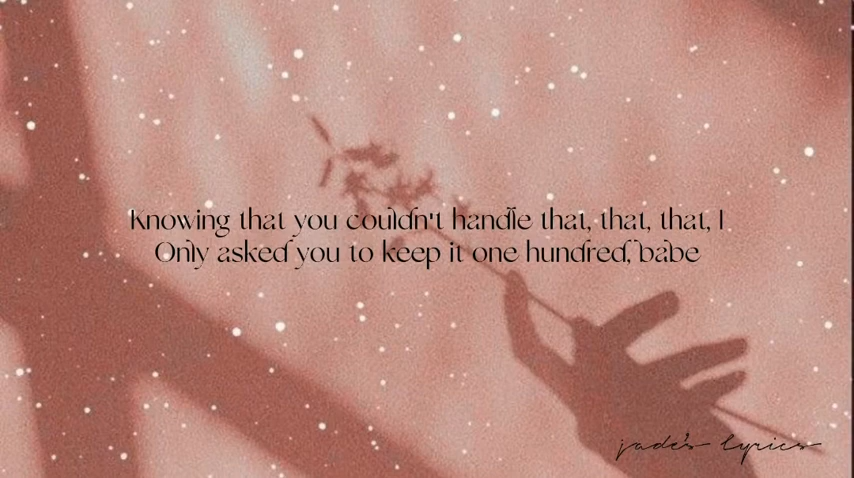 Knowing that you couldn't handle that, that, that, I
Only asked you to keep it one hundred, babe
jade's lyrics